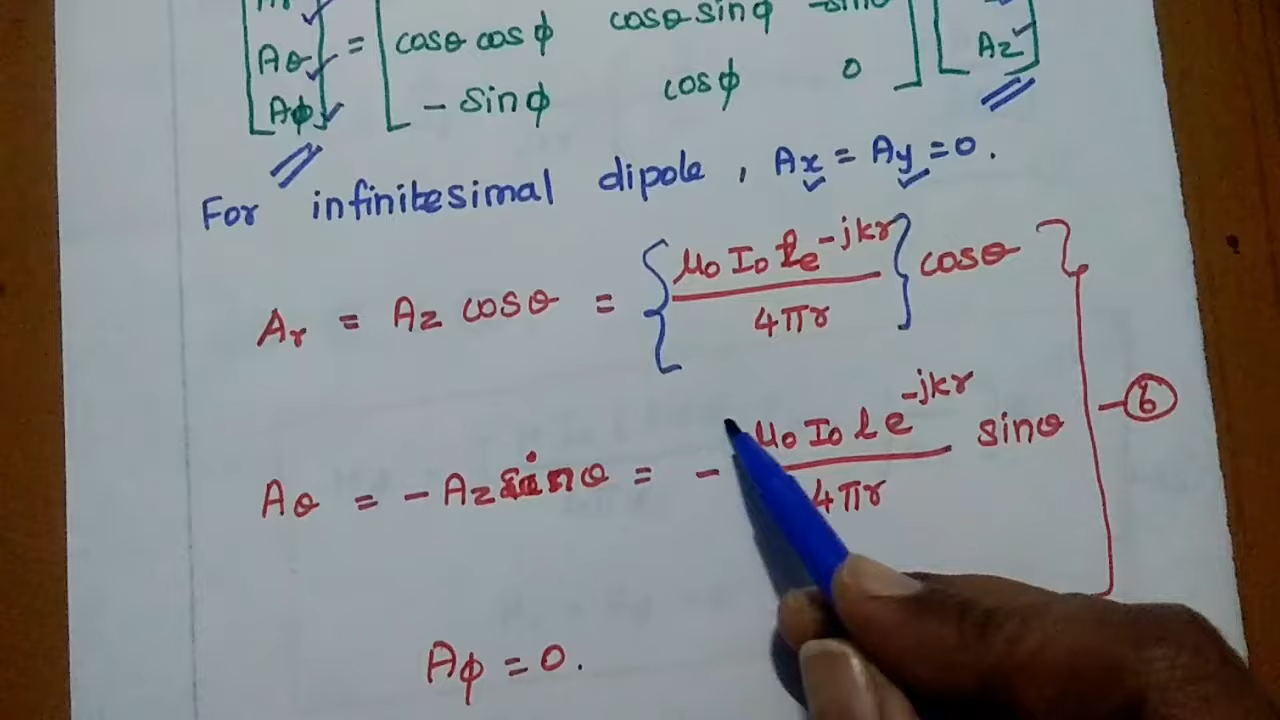 Aθ = cosθ cosϕ cosθ sinϕ -sinθ Az
Aϕ - sinϕ cosϕ 0
For infinitesimal dipole, Ax = Ay = 0.
Ar = Az cosθ = { μ0 I0 l e^-jkr / 4πr } cosθ
Aθ = - Az sinθ = - μ0 I0 l e^-jkr / 4πr sinθ - 6
Aϕ = 0.